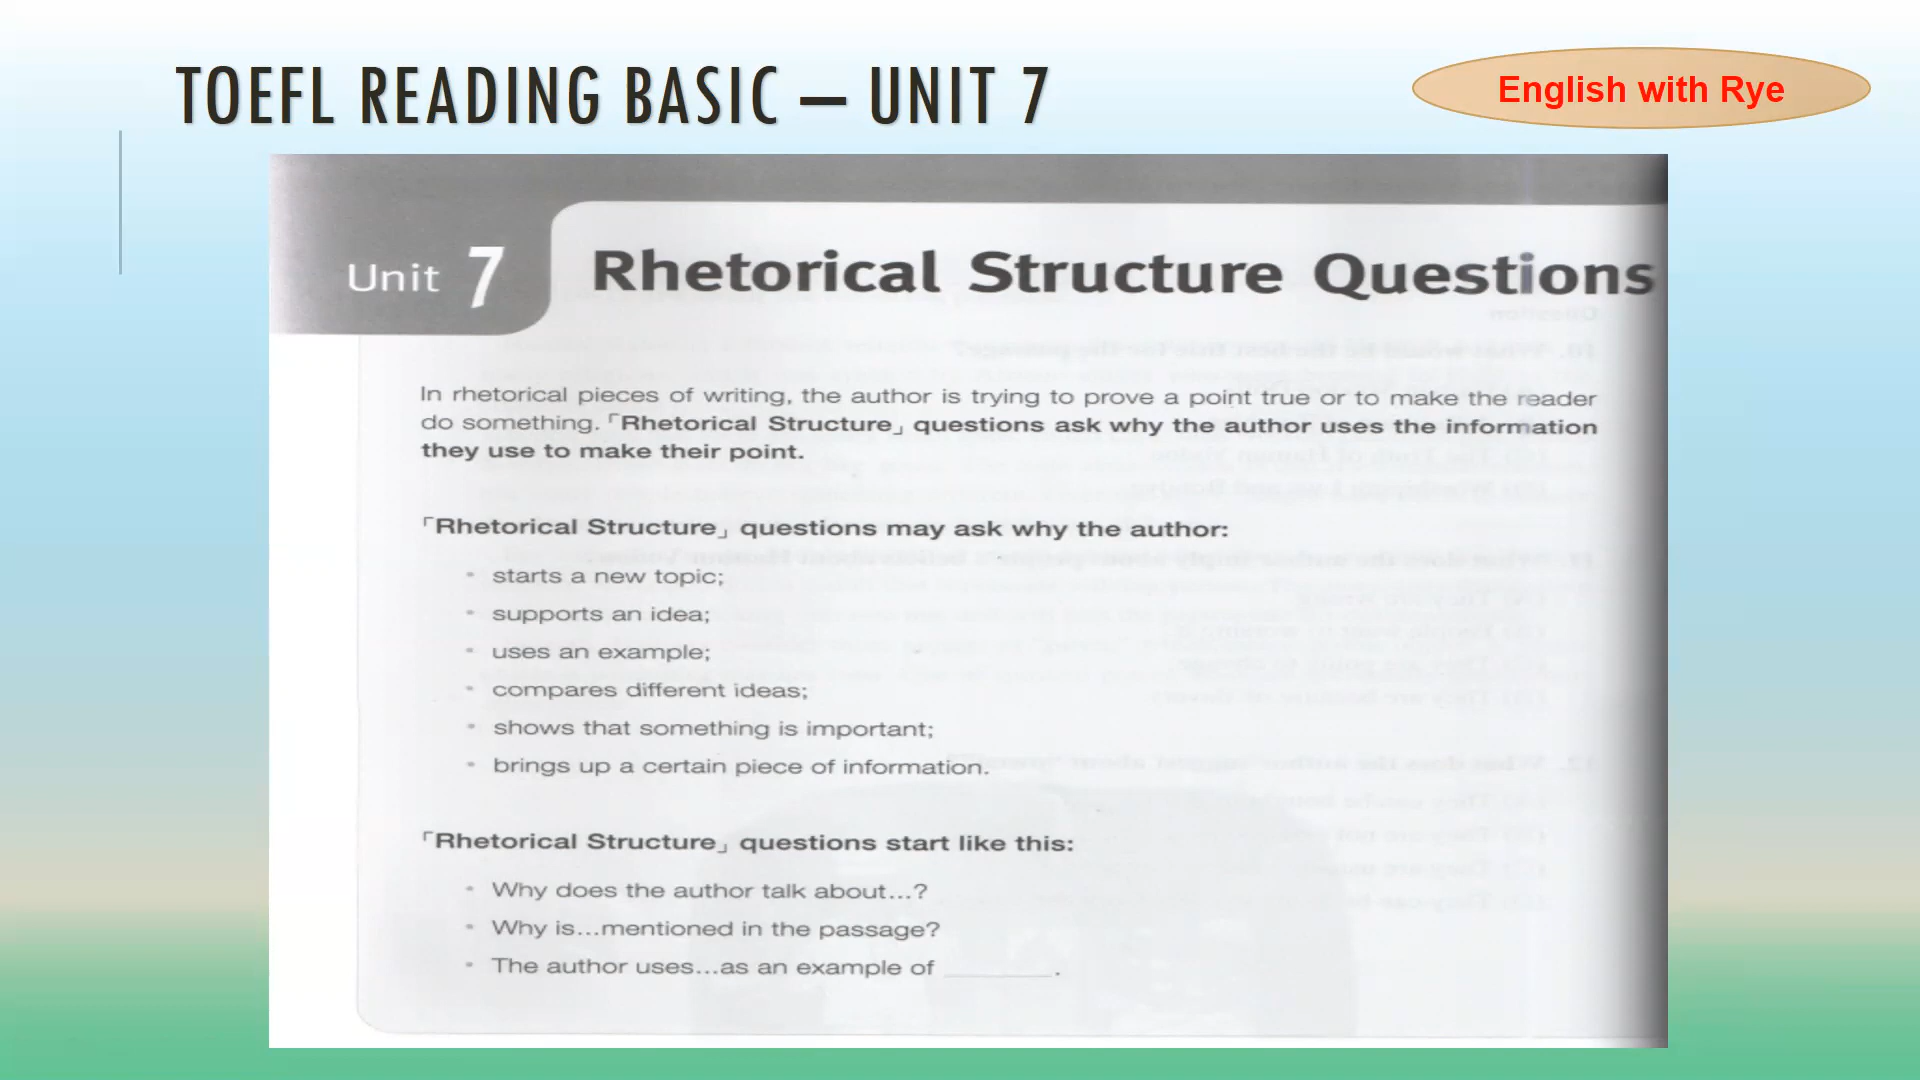 TOEFL READING BASIC – UNIT 7
English with Rye
Unit 7
Rhetorical Structure Questions
In rhetorical pieces of writing, the author is trying to prove a point true or to make the reader
do something. 「Rhetorical Structure」 questions ask why the author uses the information
they use to make their point.
「Rhetorical Structure」 questions may ask why the author:
• starts a new topic;
• supports an idea;
• uses an example;
• compares different ideas;
• shows that something is important;
• brings up a certain piece of information.
「Rhetorical Structure」 questions start like this:
• Why does the author talk about...?
• Why is...mentioned in the passage?
• The author uses...as an example of ________.